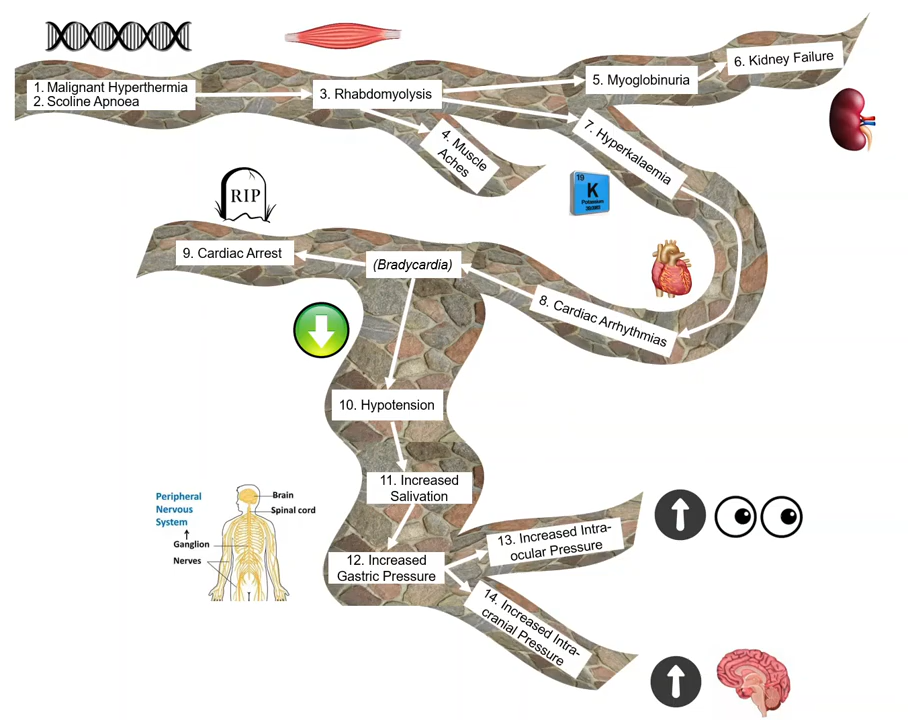 1. Malignant Hyperthermia
2. Scoline Apnoea
3. Rhabdomyolysis
4. Muscle
Aches
5. Myoglobinuria
6. Kidney Failure
7. Hyperkalaemia
19
K
Potassium
RIP
9. Cardiac Arrest
(Bradycardia)
8. Cardiac Arrhythmias
10. Hypotension
11. Increased
Salivation
12. Increased
Gastric Pressure
13. Increased Intra-
ocular Pressure
14. Increased Intra-
cranial Pressure
Peripheral
Nervous
System
Ganglion
Nerves
Brain
Spinal cord